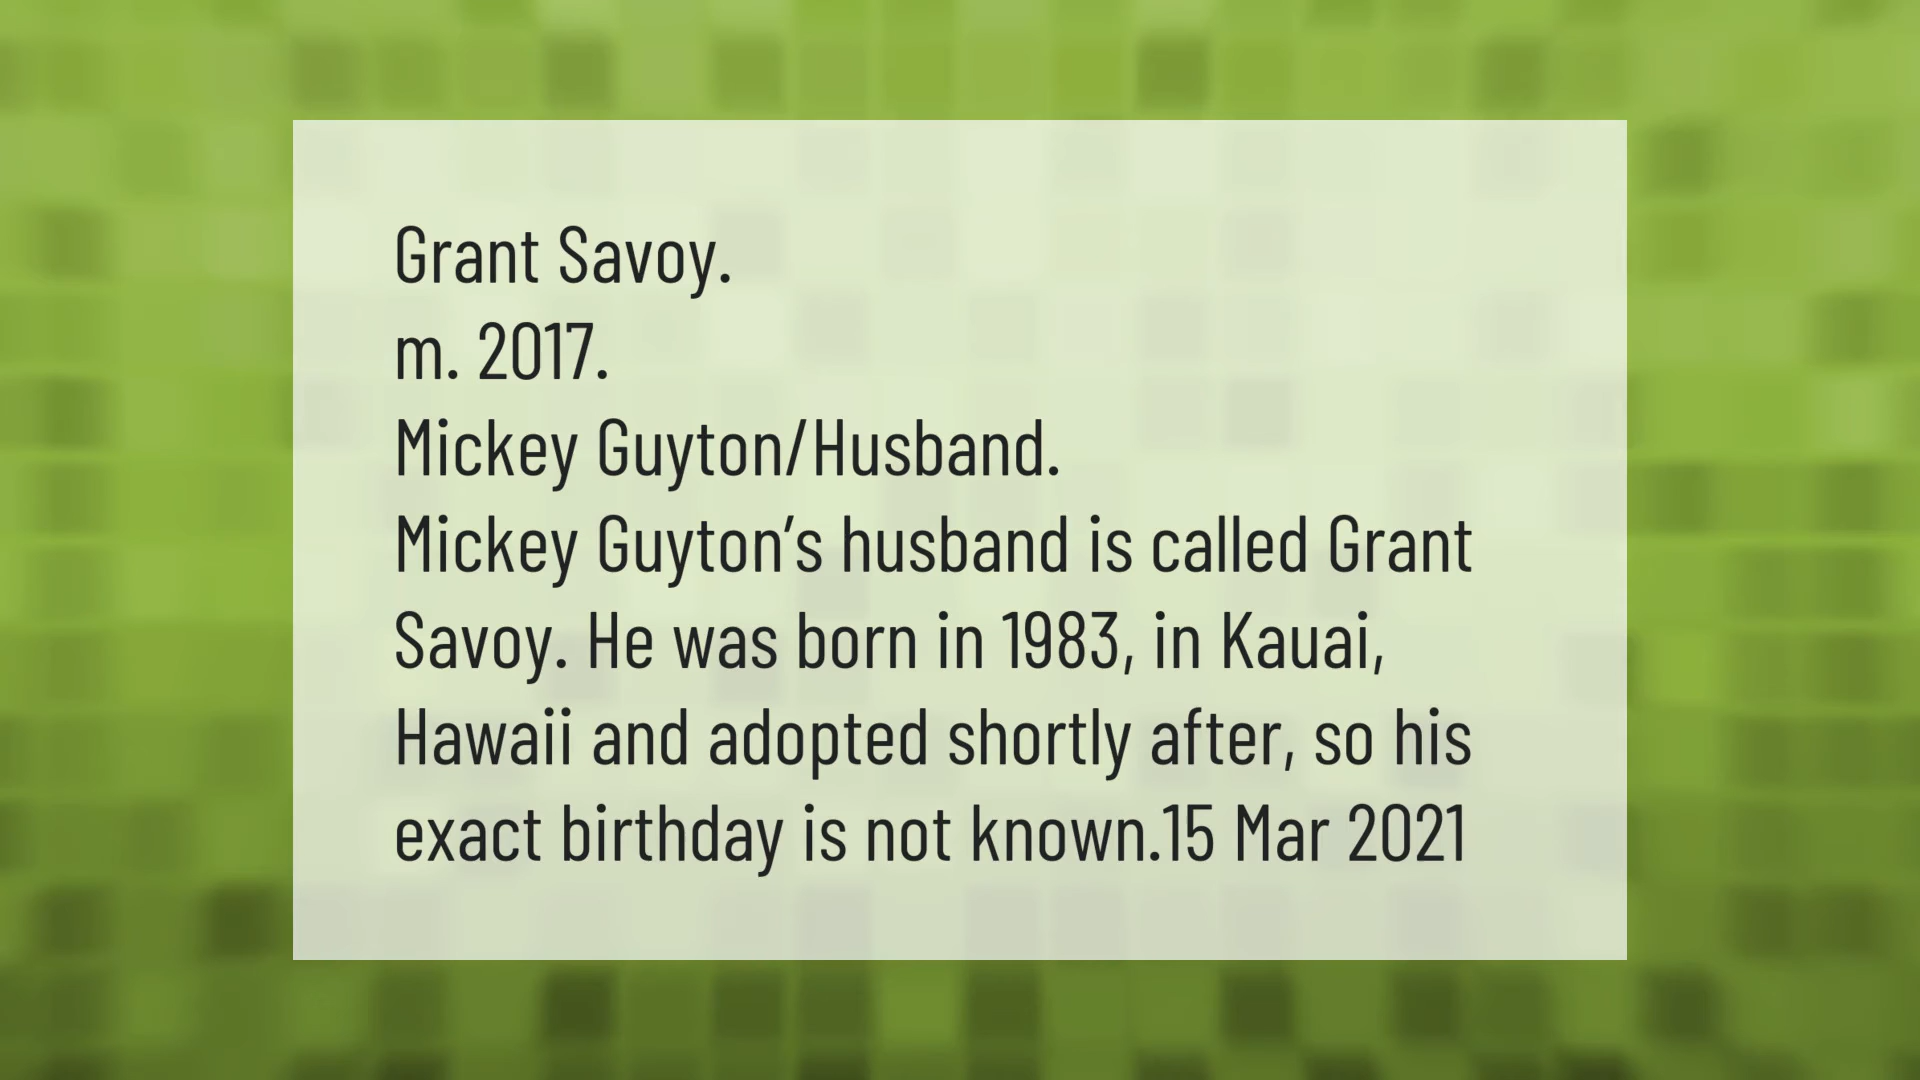 Grant Savoy.
m. 2017.
Mickey Guyton/Husband.
Mickey Guyton’s husband is called Grant
Savoy. He was born in 1983, in Kauai,
Hawaii and adopted shortly after, so his
exact birthday is not known.15 Mar 2021